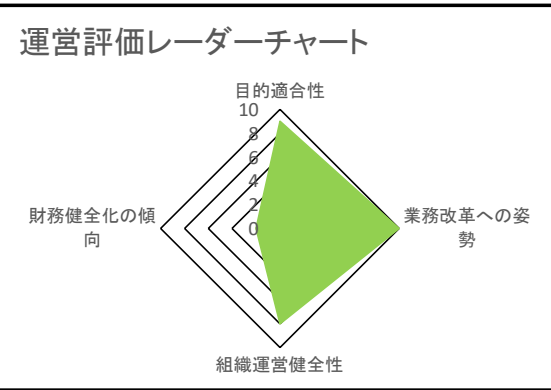 運営評価レーダーチャート
目的適合性
10
8
6
4
2
0
財務健全化の傾
向
業務改革への姿
勢
組織運営健全性